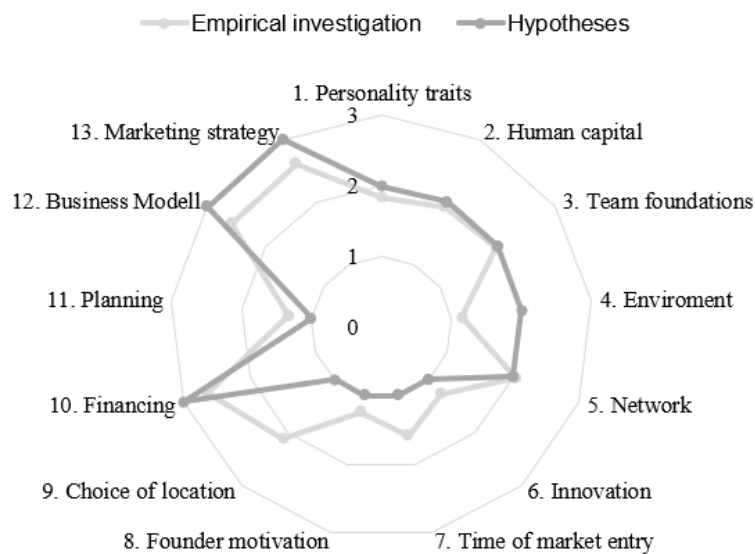 Empirical investigation
Hypotheses
1. Personality traits
2. Human capital
3. Team foundations
4. Enviroment
5. Network
6. Innovation
7. Time of market entry
8. Founder motivation
9. Choice of location
10. Financing
11. Planning
12. Business Modell
13. Marketing strategy
3
2
1
0